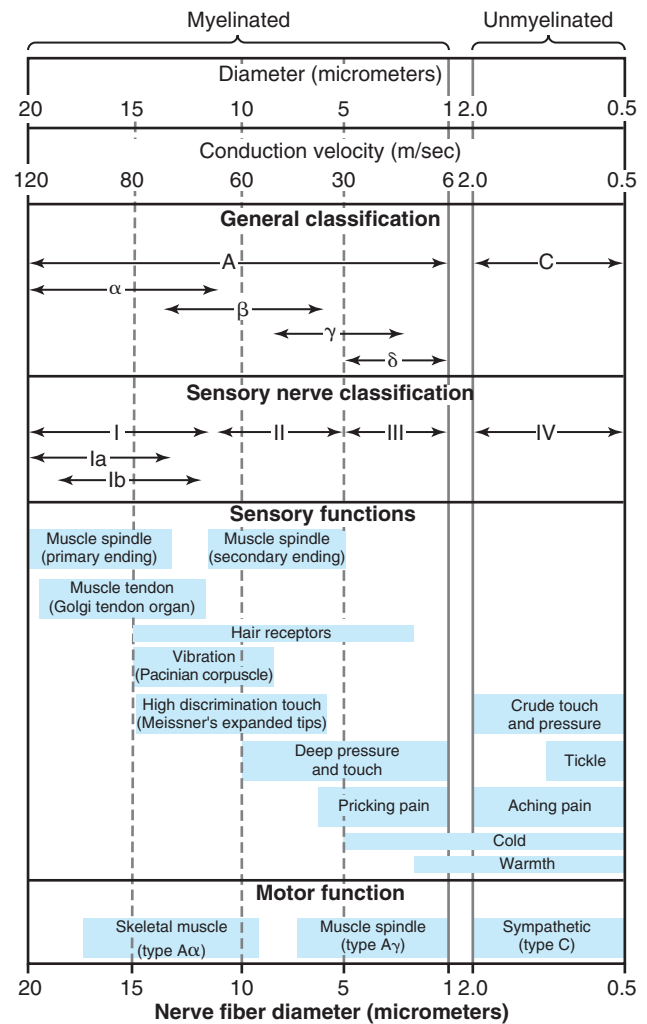 Myelinated Unmyelinated
Diameter (micrometers)
20 15 10 5 1 2.0 0.5
Conduction velocity (m/sec)
120 80 60 30 6 2.0 0.5
General classification
A C
α
β
γ
δ
Sensory nerve classification
I II III IV
Ia
Ib
Sensory functions
Muscle spindle Muscle spindle
(primary ending) (secondary ending)
Muscle tendon
(Golgi tendon organ)
Hair receptors
Vibration
(Pacinian corpuscle)
High discrimination touch Crude touch
(Meissner's expanded tips) and pressure
Deep pressure Tickle
and touch
Pricking pain Aching pain
Cold
Warmth
Motor function
Skeletal muscle Muscle spindle Sympathetic
(type Aα) (type Aγ) (type C)
20 15 10 5 1 2.0 0.5
Nerve fiber diameter (micrometers)